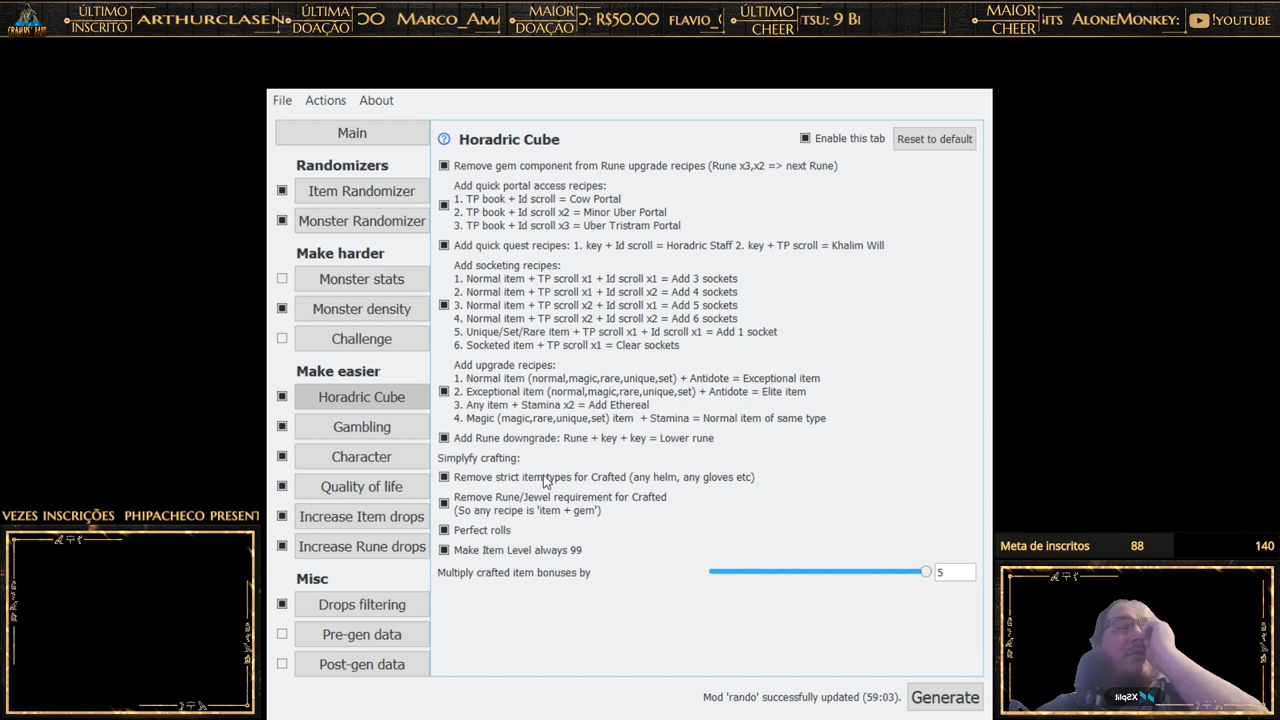 ÚLTIMO
INSCRITO
ARTHURCLASEN
ÚLTIMA
DOAÇÃO
MARCO_AMA
MAIOR
DOAÇÃO
: R$50.00 FLAVIO_
ÚLTIMO
CHEER
TSU: 9 BI
MAIOR
CHEER
ITS ALONEMONKEY:
!YOUTUBE
File Actions About
Main
Randomizers
Item Randomizer
Monster Randomizer
Make harder
Monster stats
Monster density
Challenge
Make easier
Horadric Cube
Gambling
Character
Quality of life
Increase Item drops
Increase Rune drops
Misc
Drops filtering
Pre-gen data
Post-gen data
Horadric Cube
Enable this tab
Reset to default
Remove gem component from Rune upgrade recipes (Rune x3,x2 => next Rune)
Add quick portal access recipes:
1. TP book + Id scroll = Cow Portal
2. TP book + Id scroll x2 = Minor Uber Portal
3. TP book + Id scroll x3 = Uber Tristram Portal
Add quick quest recipes: 1. key + Id scroll = Horadric Staff 2. key + TP scroll = Khalim Will
Add socketing recipes:
1. Normal item + TP scroll x1 + Id scroll x1 = Add 3 sockets
2. Normal item + TP scroll x1 + Id scroll x2 = Add 4 sockets
3. Normal item + TP scroll x2 + Id scroll x1 = Add 5 sockets
4. Normal item + TP scroll x2 + Id scroll x2 = Add 6 sockets
5. Unique/Set/Rare item + TP scroll x1 + Id scroll x1 = Add 1 socket
6. Socketed item + TP scroll x1 = Clear sockets
Add upgrade recipes:
1. Normal item (normal,magic,rare,unique,set) + Antidote = Exceptional item
2. Exceptional item (normal,magic,rare,unique,set) + Antidote = Elite item
3. Any item + Stamina x2 = Add Ethereal
4. Magic (magic,rare,unique,set) item + Stamina = Normal item of same type
Add Rune downgrade: Rune + key + key = Lower rune
Simplyfy crafting:
Remove strict item types for Crafted (any helm, any gloves etc)
Remove Rune/Jewel requirement for Crafted
(So any recipe is 'item + gem')
Perfect rolls
Make Item Level always 99
Multiply crafted item bonuses by
5
Mod 'rando' successfully updated (59:03).
Generate
VEZES INSCRIÇÕES PHIPACHECO PRESENT
Meta de inscritos 88 140
XSplit